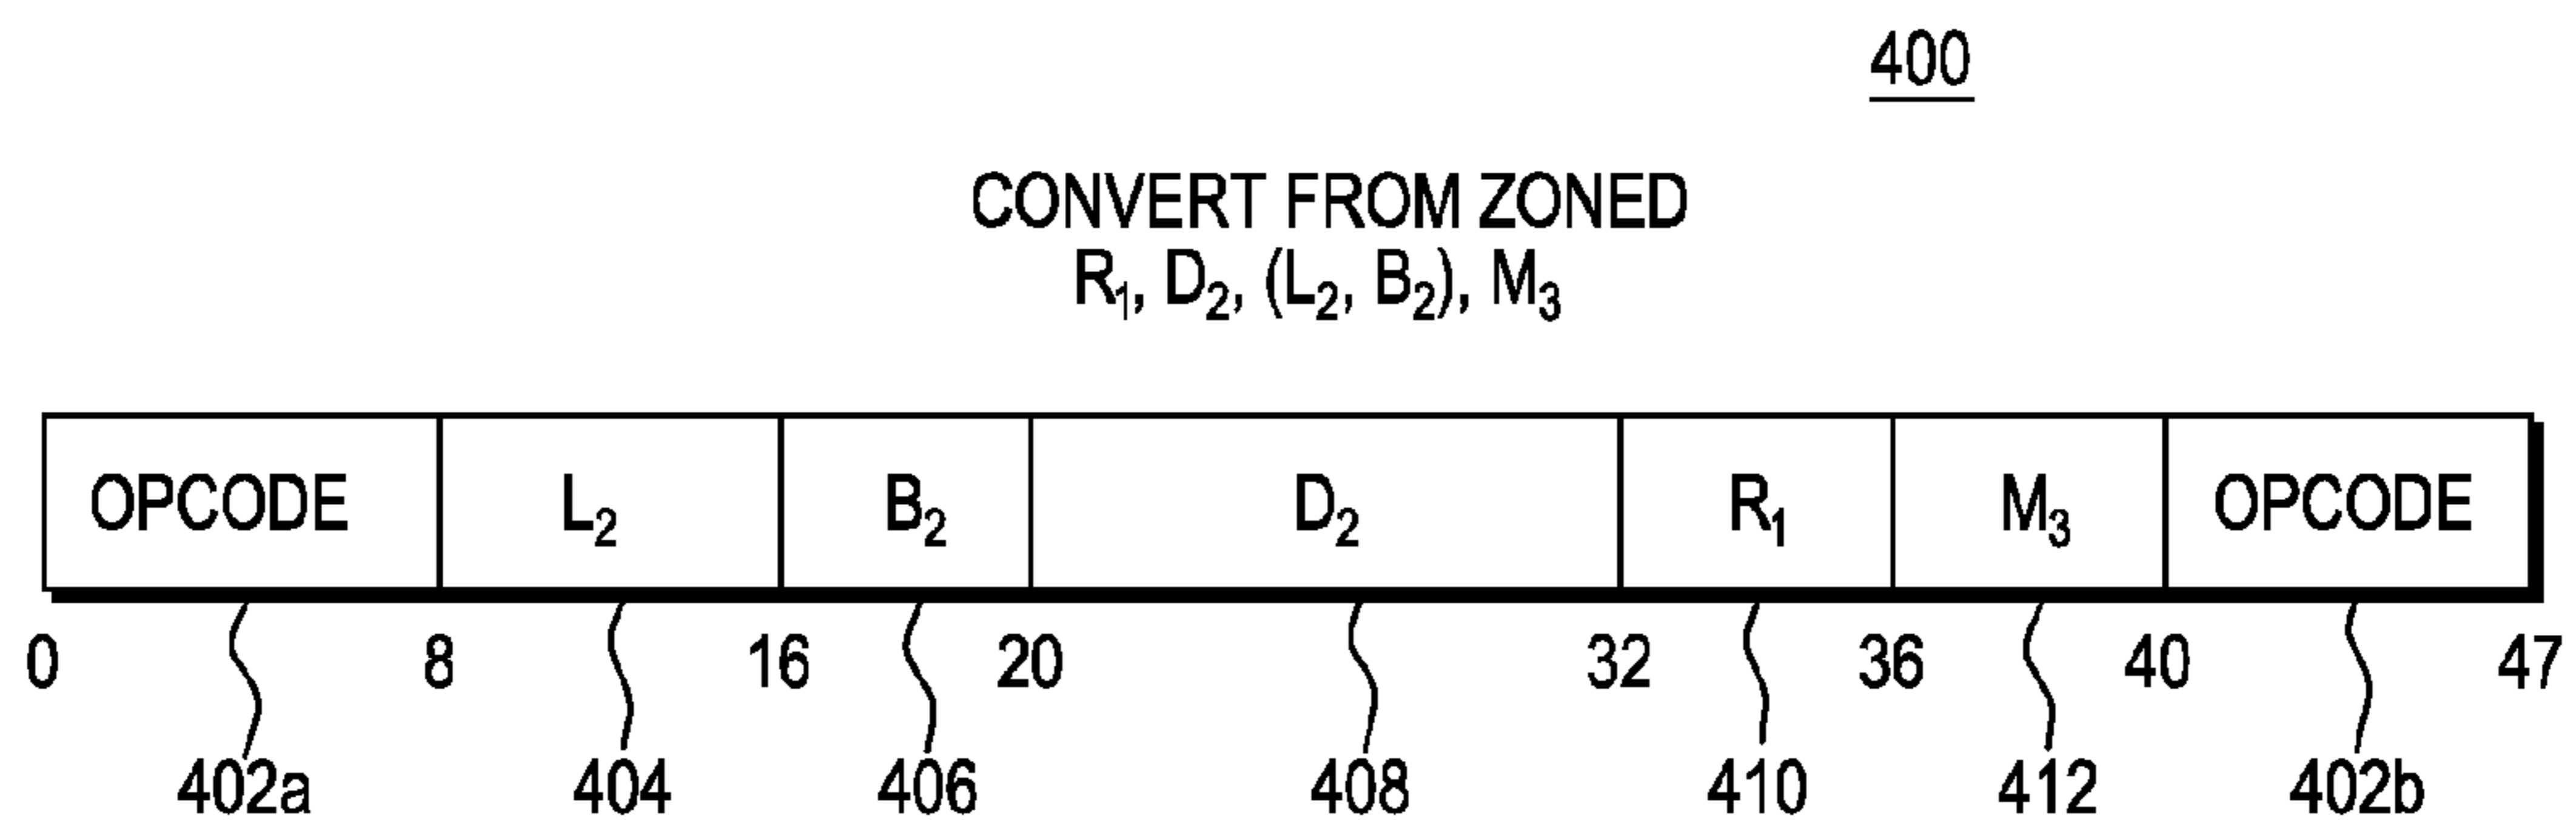 400
CONVERT FROM ZONED
R₁, D₂, (L₂, B₂), M₃
OPCODE L₂ B₂ D₂ R₁ M₃ OPCODE
0 8 16 20 32 36 40 47
402a 404 406 408 410 412 402b